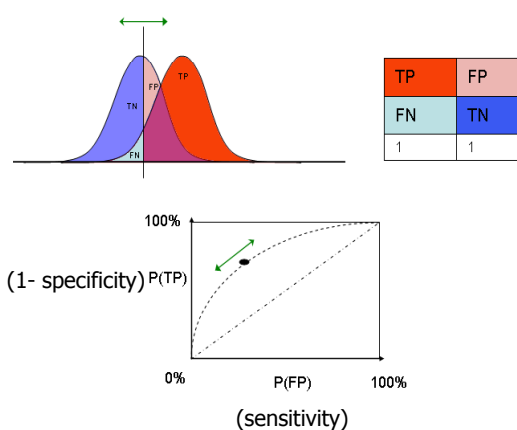 TN
FP
TP
FN
TP FP
FN TN
1 1
100%
(1- specificity) P(TP)
0% P(FP) 100%
(sensitivity)